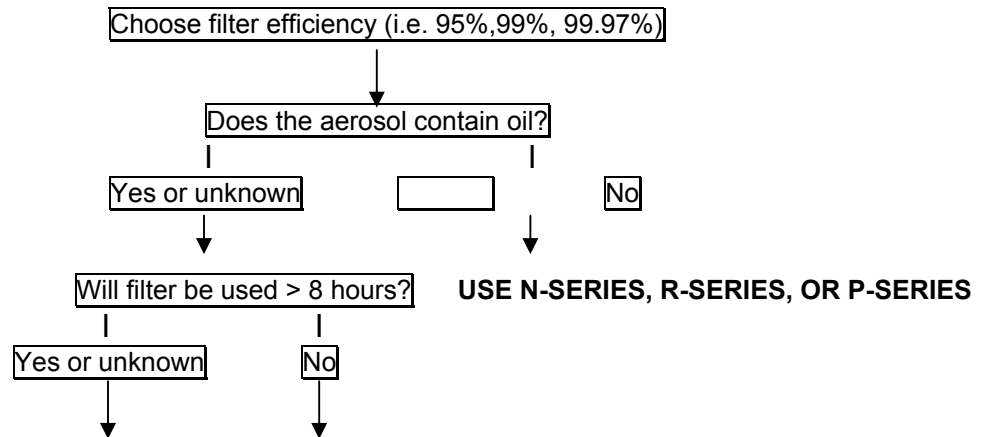 Choose filter efficiency (i.e. 95%,99%, 99.97%)
Does the aerosol contain oil?
Yes or unknown No
Will filter be used > 8 hours? USE N-SERIES, R-SERIES, OR P-SERIES
Yes or unknown No